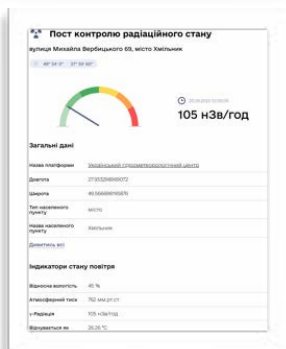 Пост контролю радіаційного стану
вулиця Михайла Вербицького 69, місто Хмільник
105 нЗв/год
Загальні дані
Назва платформи Український гідрометеорологічний центр
Довгота
Широта
Тип населеного пункту місто
Назва населеного пункту Хмільник
Дивитись всі
Індикатори стану повітря
Відносна вологість 45 %
Атмосферний тиск 762 мм.рт.ст.
γ-Радіація 105 нЗв/год
Відчувається як